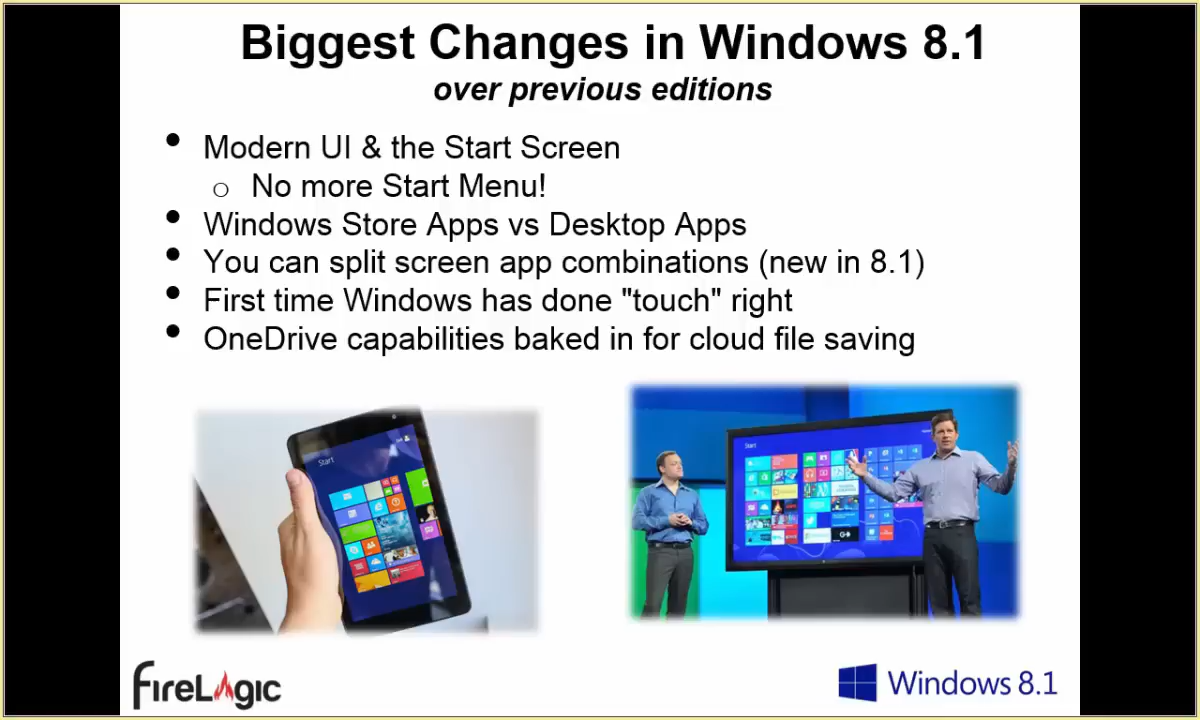 Biggest Changes in Windows 8.1
over previous editions
• Modern UI & the Start Screen
o No more Start Menu!
• Windows Store Apps vs Desktop Apps
• You can split screen app combinations (new in 8.1)
• First time Windows has done "touch" right
• OneDrive capabilities baked in for cloud file saving
Start
Start
FireLogic
Windows 8.1